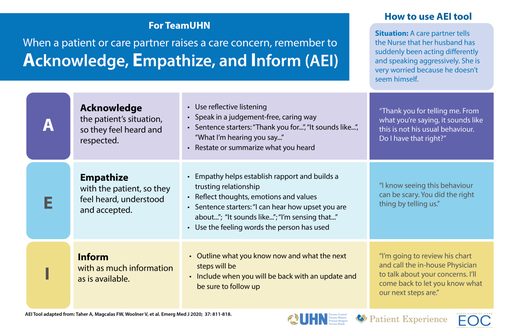 For TeamUHN
When a patient or care partner raises a care concern, remember to
Acknowledge, Empathize, and Inform (AEI)
How to use AEI tool
Situation: A care partner tells
the Nurse that her husband has
suddenly been acting differently
and speaking aggressively. She is
very worried because he doesn't
seem himself.
A
Acknowledge
the patient's situation,
so they feel heard and
respected.
• Use reflective listening
• Speak in a judgement-free, caring way
• Sentence starters: "Thank you for...", "It sounds like...",
"What I'm hearing you say..."
• Restate or summarize what you heard
"Thank you for telling me. From
what you're saying, it sounds like
this is not his usual behaviour.
Do I have that right?"
E
Empathize
with the patient, so they
feel heard, understood
and accepted.
• Empathy helps establish rapport and builds a
trusting relationship
• Reflect thoughts, emotions and values
• Sentence starters: "I can hear how upset you are
about..."; "It sounds like..."; "I'm sensing that..."
• Use the feeling words the person has used
"I know seeing this behaviour
can be scary. You did the right
thing by telling us."
I
Inform
with as much information
as is available.
• Outline what you know now and what the next
steps will be
• Include when you will be back with an update and
be sure to follow up
"I'm going to review his chart
and call the in-house Physician
to talk about your concerns. I'll
come back to let you know what
our next steps are."
AEI Tool adapted from: Taher A, Magcalas FW, Woolner V, et al. Emerg Med J 2020; 37: 811-818.
UHN
Patient Experience
EOC